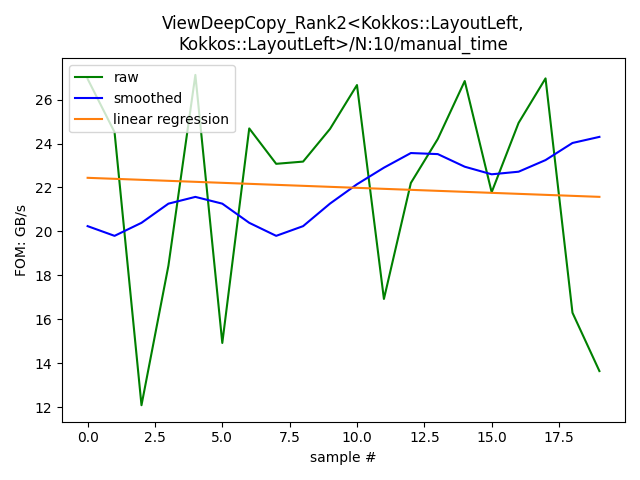 ViewDeepCopy_Rank2<Kokkos::LayoutLeft,
Kokkos::LayoutLeft>/N:10/manual_time
raw
smoothed
linear regression
FOM: GB/s
26
24
22
20
18
16
14
12
0.0 2.5 5.0 7.5 10.0 12.5 15.0 17.5
sample #